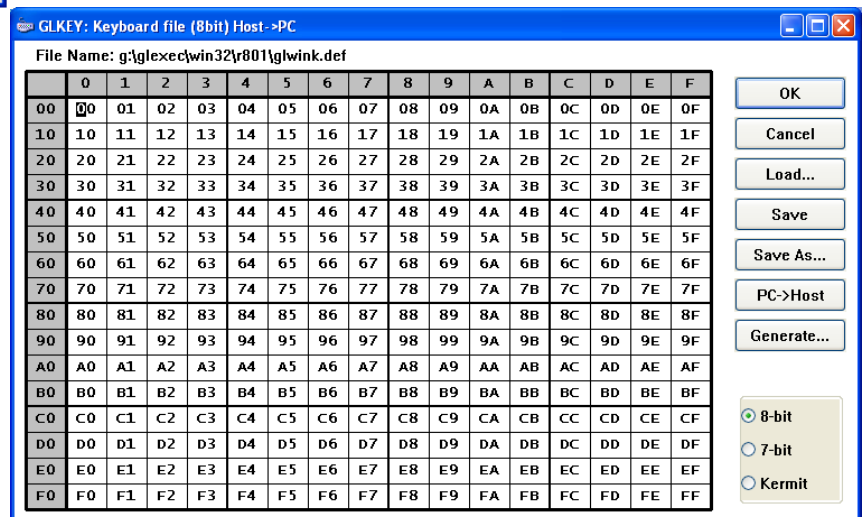 GLKEY: Keyboard file (8bit) Host->PC
File Name: g:\glexec\win32\r801\glwink.def
0 1 2 3 4 5 6 7 8 9 A B C D E F
00 00 01 02 03 04 05 06 07 08 09 0A 0B 0C 0D 0E 0F
10 10 11 12 13 14 15 16 17 18 19 1A 1B 1C 1D 1E 1F
20 20 21 22 23 24 25 26 27 28 29 2A 2B 2C 2D 2E 2F
30 30 31 32 33 34 35 36 37 38 39 3A 3B 3C 3D 3E 3F
40 40 41 42 43 44 45 46 47 48 49 4A 4B 4C 4D 4E 4F
50 50 51 52 53 54 55 56 57 58 59 5A 5B 5C 5D 5E 5F
60 60 61 62 63 64 65 66 67 68 69 6A 6B 6C 6D 6E 6F
70 70 71 72 73 74 75 76 77 78 79 7A 7B 7C 7D 7E 7F
80 80 81 82 83 84 85 86 87 88 89 8A 8B 8C 8D 8E 8F
90 90 91 92 93 94 95 96 97 98 99 9A 9B 9C 9D 9E 9F
A0 A0 A1 A2 A3 A4 A5 A6 A7 A8 A9 AA AB AC AD AE AF
B0 B0 B1 B2 B3 B4 B5 B6 B7 B8 B9 BA BB BC BD BE BF
C0 C0 C1 C2 C3 C4 C5 C6 C7 C8 C9 CA CB CC CD CE CF
D0 D0 D1 D2 D3 D4 D5 D6 D7 D8 D9 DA DB DC DD DE DF
E0 E0 E1 E2 E3 E4 E5 E6 E7 E8 E9 EA EB EC ED EE EF
F0 F0 F1 F2 F3 F4 F5 F6 F7 F8 F9 FA FB FC FD FE FF
OK
Cancel
Load...
Save
Save As...
PC->Host
Generate...
8-bit
7-bit
Kermit